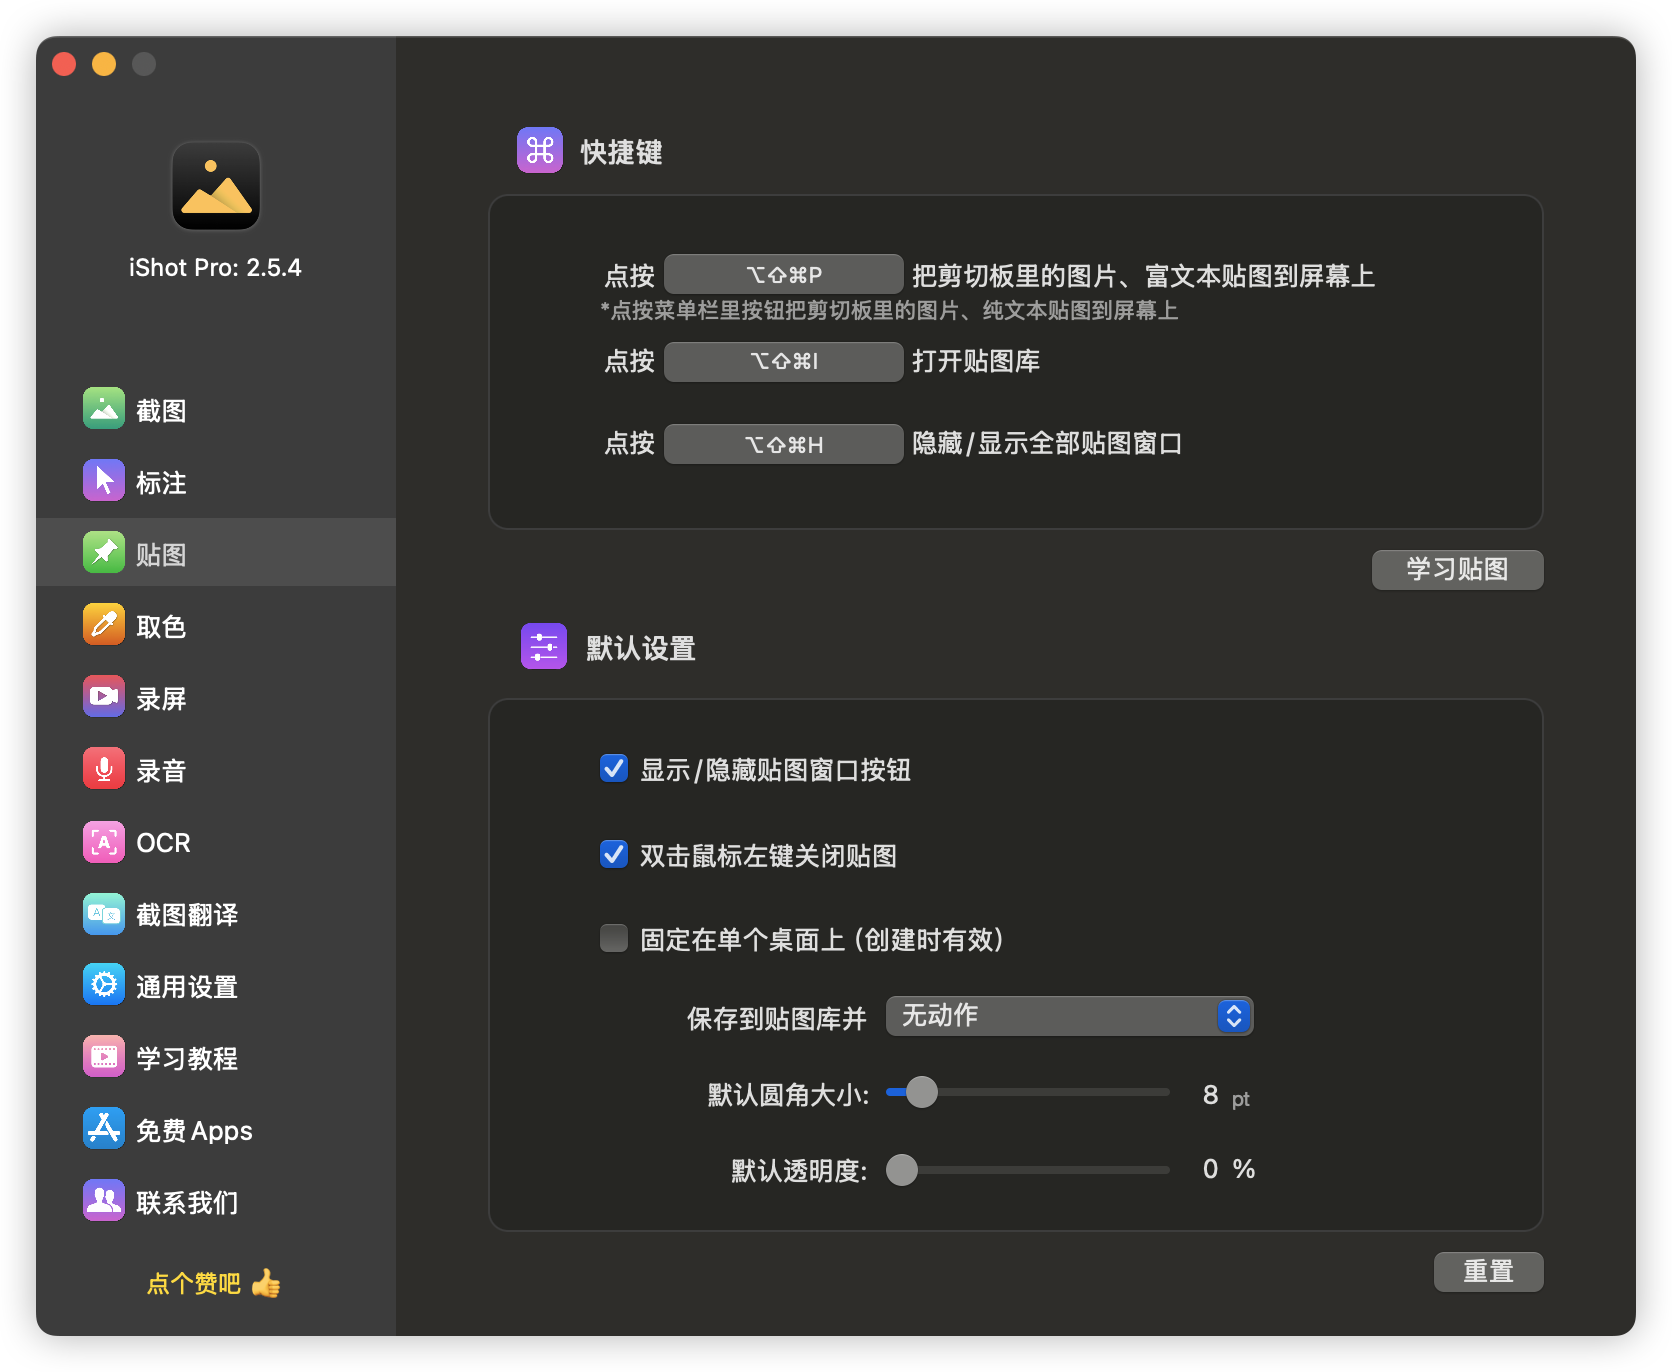 iShot Pro: 2.5.4
截图
标注
贴图
取色
录屏
录音
OCR
截图翻译
通用设置
学习教程
免费 Apps
联系我们
点个赞吧 👍
快捷键
点按 ⌥⇧⌘P 把剪切板里的图片、富文本贴图到屏幕上
*点按菜单栏里按钮把剪切板里的图片、纯文本贴图到屏幕上
点按 ⌥⇧⌘I 打开贴图库
点按 ⌥⇧⌘H 隐藏/显示全部贴图窗口
学习贴图
默认设置
显示/隐藏贴图窗口按钮
双击鼠标左键关闭贴图
固定在单个桌面上 (创建时有效)
保存到贴图库并 无动作
默认圆角大小: 8 pt
默认透明度: 0 %
重置